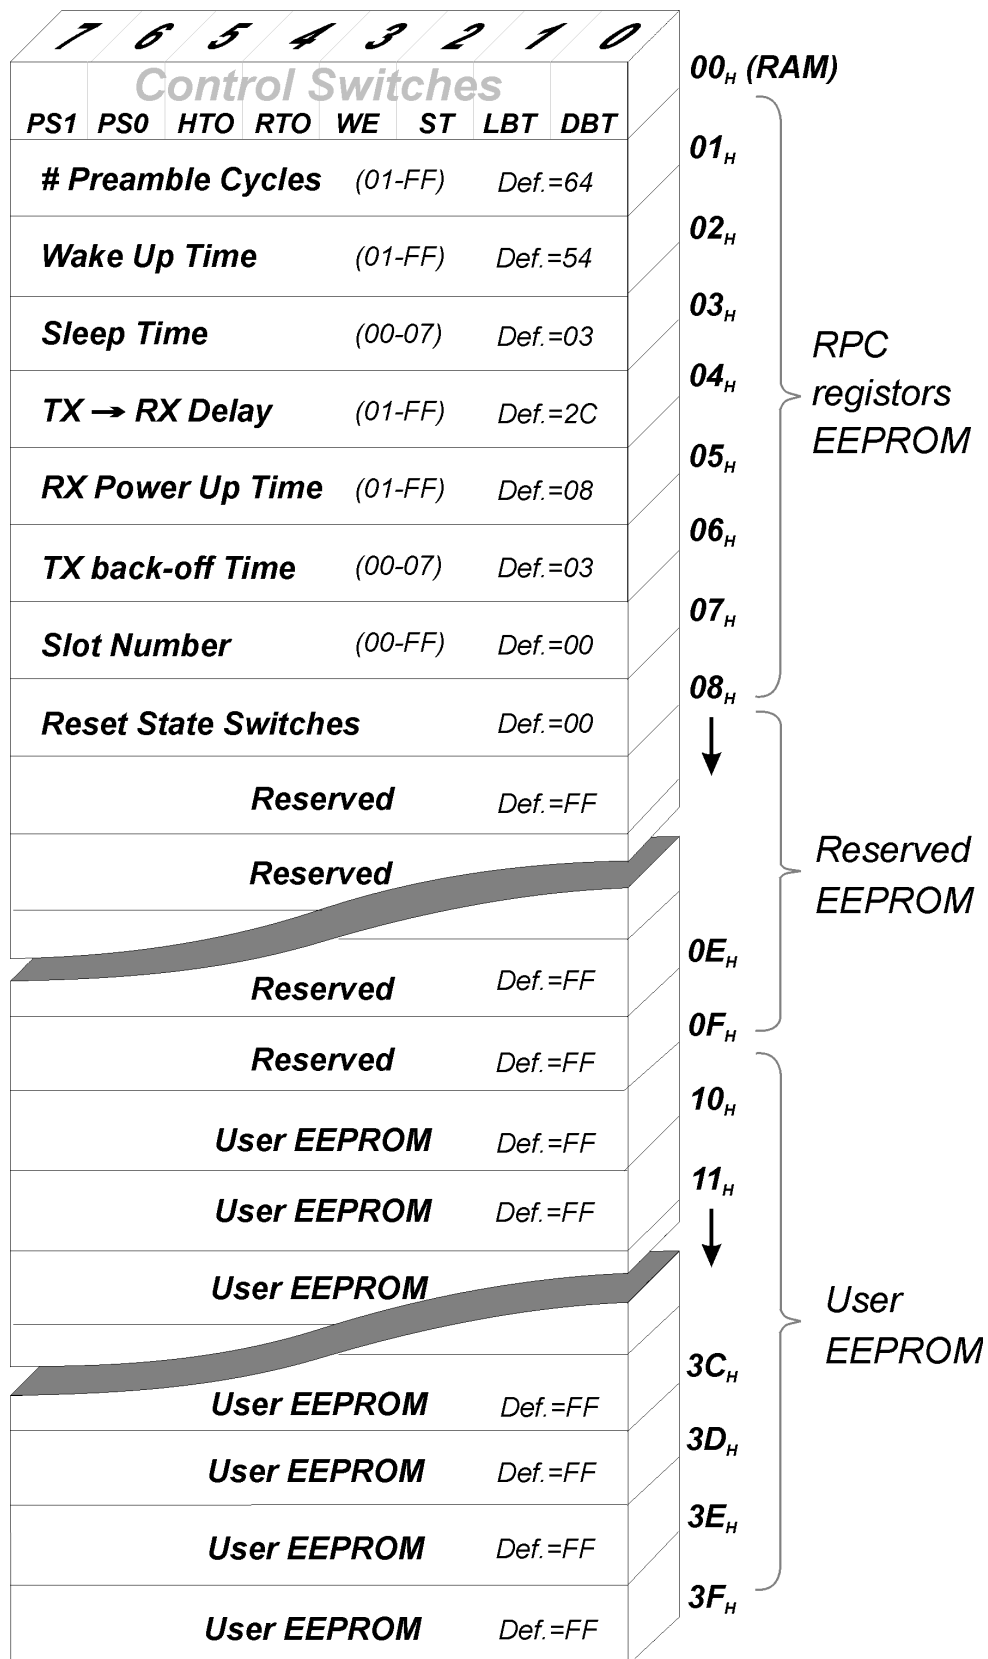 7 6 5 4 3 2 1 0
Control Switches
PS1 PS0 HTO RTO WE ST LBT DBT
00H (RAM)
# Preamble Cycles (01-FF) Def.=64
01H
Wake Up Time (01-FF) Def.=54
02H
Sleep Time (00-07) Def.=03
03H
TX → RX Delay (01-FF) Def.=2C
04H
RX Power Up Time (01-FF) Def.=08
05H
TX back-off Time (00-07) Def.=03
06H
Slot Number (00-FF) Def.=00
07H
Reset State Switches Def.=00
08H
RPC
registors
EEPROM
Reserved Def.=FF
Reserved
Reserved Def.=FF
0EH
Reserved Def.=FF
0FH
Reserved
EEPROM
User EEPROM Def.=FF
10H
User EEPROM Def.=FF
11H
User EEPROM
User EEPROM Def.=FF
3CH
User EEPROM Def.=FF
3DH
User EEPROM Def.=FF
3EH
User EEPROM Def.=FF
3FH
User
EEPROM